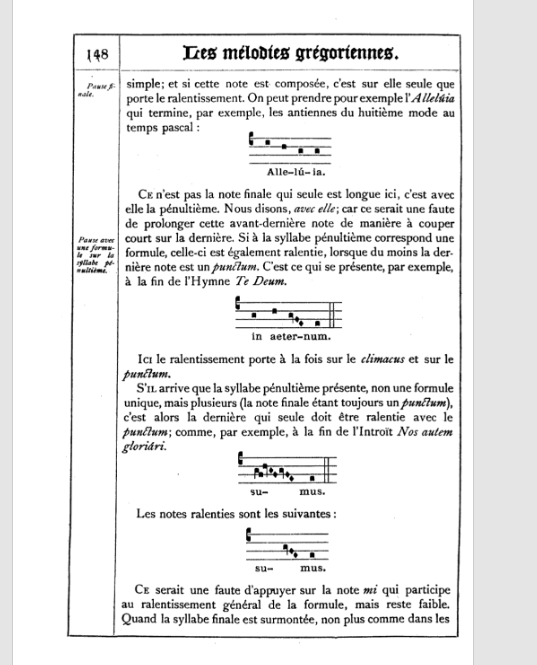 148
Les mélodies grégoriennes.
Pause fi-
nale.
simple; et si cette note est composée, c'est sur elle seule que
porte le ralentissement. On peut prendre pour exemple l'Allelúia
qui termine, par exemple, les antiennes du huitième mode au
temps pascal :
Alle-lú-ia.
CE n'est pas la note finale qui seule est longue ici, c'est avec
elle la pénultième. Nous disons, avec elle; car ce serait une faute
de prolonger cette avant-dernière note de manière à couper
Pause avec
une formu-
le sur la
syllabe pé-
nultième.
court sur la dernière. Si à la syllabe pénultième correspond une
formule, celle-ci est également ralentie, lorsque du moins la der-
nière note est un punctum. C'est ce qui se présente, par exemple,
à la fin de l'Hymne Te Deum.
in aeter-num.
ICI le ralentissement porte à la fois sur le climacus et sur le
punctum.
S'IL arrive que la syllabe pénultième présente, non une formule
unique, mais plusieurs (la note finale étant toujours un punctum),
c'est alors la dernière qui seule doit être ralentie avec le
punctum; comme, par exemple, à la fin de l'Introït Nos autem
gloriári.
su- mus.
Les notes ralenties sont les suivantes :
su- mus.
CE serait une faute d'appuyer sur la note mi qui participe
au ralentissement général de la formule, mais reste faible.
Quand la syllabe finale est surmontée, non plus comme dans les